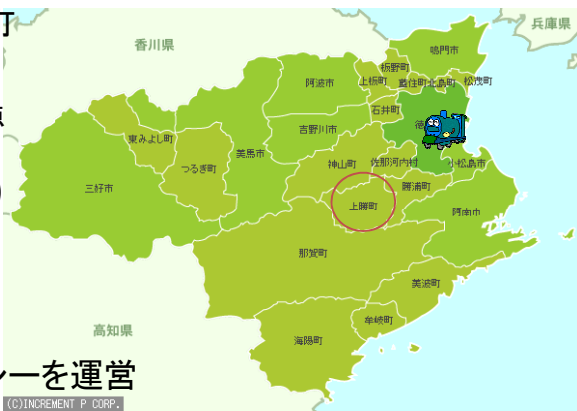 町
香川県
兵庫県
鳴門市
板野町
上板町
藍住町
北島町
松茂町
阿波市
石井町
徳
吉野川市
東みよし町
美馬市
つるぎ町
三好市
神山町
佐那河内村
小松島市
勝浦町
上勝町
阿南市
那賀町
美波町
牟岐町
海陽町
高知県
シーを運営
(C)INCREMENT P CORP.